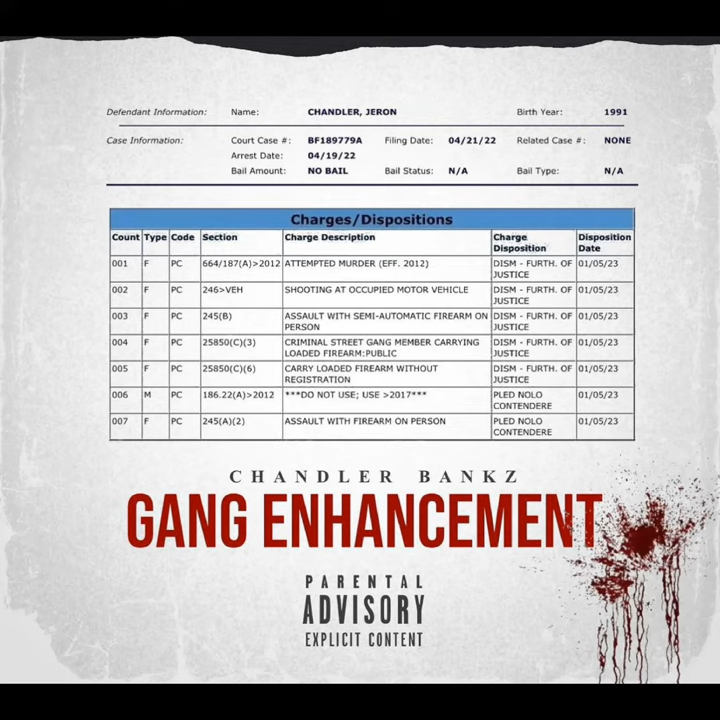 Defendant Information: Name: CHANDLER, JERON Birth Year: 1991
Case Information: Court Case #: BF189779A Filing Date: 04/21/22 Related Case #: NONE
Arrest Date: 04/19/22
Bail Amount: NO BAIL Bail Status: N/A Bail Type: N/A
Charges/Dispositions
Count Type Code Section Charge Description Charge Disposition Disposition Date
001 F PC 664/187(A)>2012 ATTEMPTED MURDER (EFF. 2012) DISM - FURTH. OF JUSTICE 01/05/23
002 F PC 246>VEH SHOOTING AT OCCUPIED MOTOR VEHICLE DISM - FURTH. OF JUSTICE 01/05/23
003 F PC 245(B) ASSAULT WITH SEMI-AUTOMATIC FIREARM ON PERSON DISM - FURTH. OF JUSTICE 01/05/23
004 F PC 25850(C)(3) CRIMINAL STREET GANG MEMBER CARRYING LOADED FIREARM:PUBLIC DISM - FURTH. OF JUSTICE 01/05/23
005 F PC 25850(C)(6) CARRY LOADED FIREARM WITHOUT REGISTRATION DISM - FURTH. OF JUSTICE 01/05/23
006 M PC 186.22(A)>2012 ***DO NOT USE; USE >2017*** PLED NOLO CONTENDERE 01/05/23
007 F PC 245(A)(2) ASSAULT WITH FIREARM ON PERSON PLED NOLO CONTENDERE 01/05/23
CHANDLER BANKZ
GANG ENHANCEMENT
PARENTAL
ADVISORY
EXPLICIT CONTENT